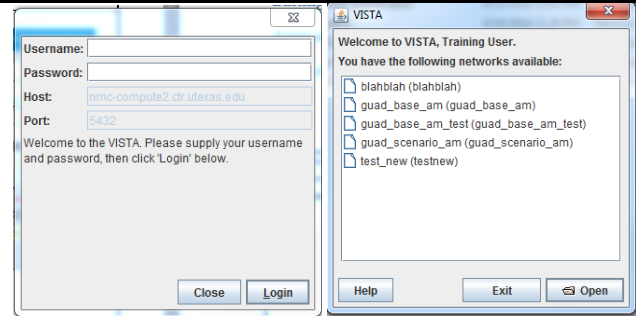 Username:
Password:
Host: nmc-compute2.ctr.utexas.edu
Port: 5432
Welcome to the VISTA. Please supply your username
and password, then click 'Login' below.
Close Login
VISTA
Welcome to VISTA, Training User.
You have the following networks available:
blahblah (blahblah)
guad_base_am (guad_base_am)
guad_base_am_test (guad_base_am_test)
guad_scenario_am (guad_scenario_am)
test_new (testnew)
Help Exit Open